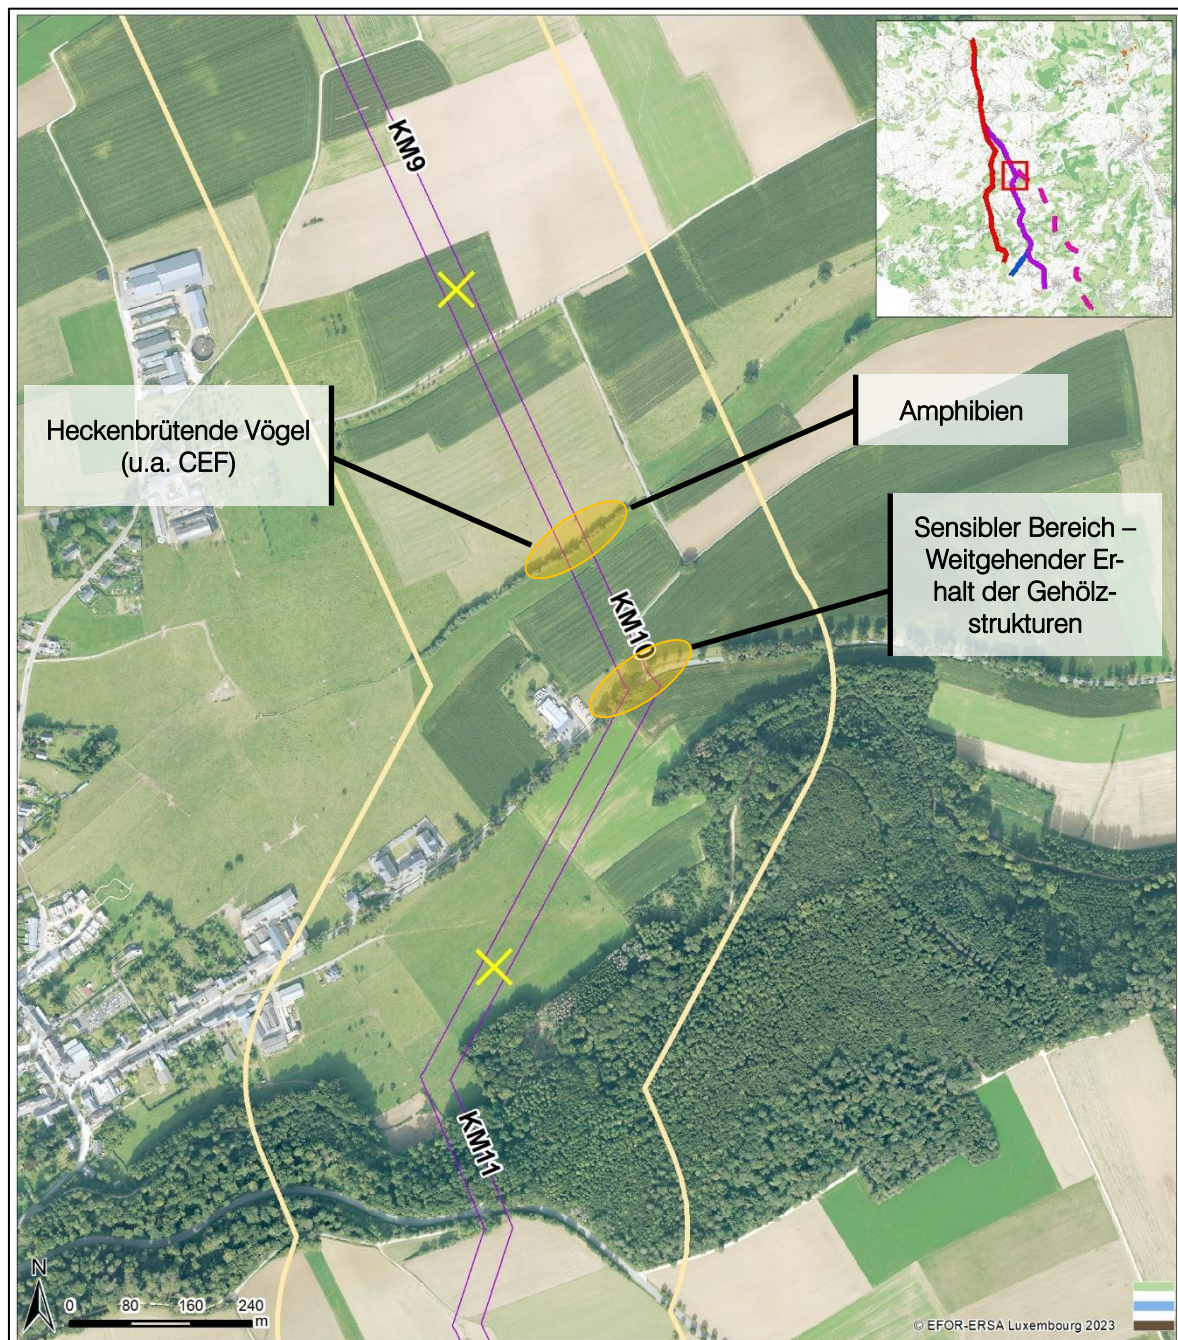 KM9
Heckenbrütende Vögel
(u.a. CEF)
Amphibien
Sensibler Bereich –
Weitgehender Er-
halt der Gehölz-
strukturen
KM10
KM11
N
0 80 160 240
m
© EFOR-ERSA Luxembourg 2023